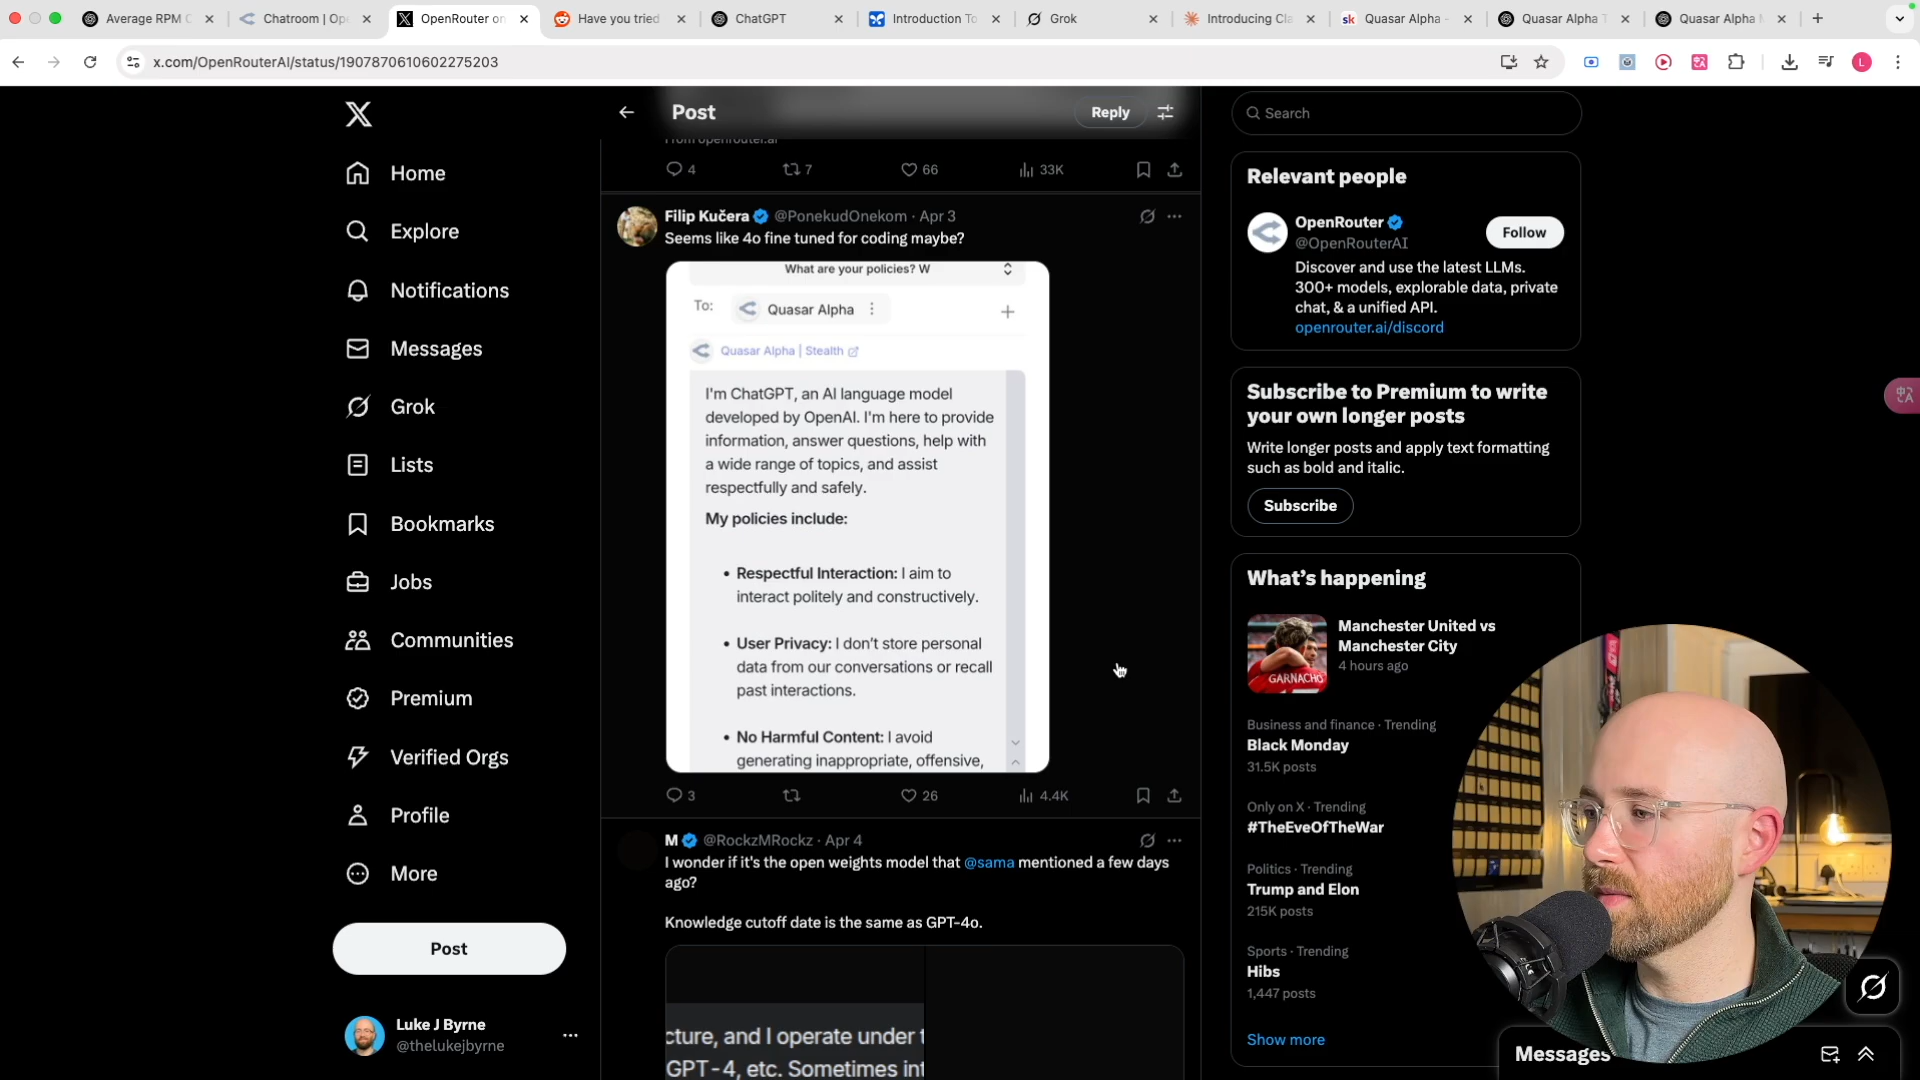 Average RPM C
Chatroom | Op
OpenRouter on
Have you tried
ChatGPT
Introduction To
Grok
Introducing Cla
Quasar Alpha -
Quasar Alpha T
Quasar Alpha M
x.com/OpenRouterAI/status/1907870610602275203
L
Home
Explore
Notifications
Messages
Grok
Lists
Bookmarks
Jobs
Communities
Premium
Verified Orgs
Profile
More
Post
Luke J Byrne
@thelukejbyrne
Post
Reply
From openrouter.ai
4
7
66
33K
Filip Kučera @PonekudOnekom · Apr 3
Seems like 4o fine tuned for coding maybe?
What are your policies? W
To:
Quasar Alpha
Quasar Alpha | Stealth
I'm ChatGPT, an AI language model
developed by OpenAI. I'm here to provide
information, answer questions, help with
a wide range of topics, and assist
respectfully and safely.
My policies include:
• Respectful Interaction: I aim to
interact politely and constructively.
• User Privacy: I don't store personal
data from our conversations or recall
past interactions.
• No Harmful Content: I avoid
generating inappropriate, offensive,
3
26
4.4K
M @RockzMRockz · Apr 4
I wonder if it's the open weights model that @sama mentioned a few days
ago?
Knowledge cutoff date is the same as GPT-4o.
cture, and I operate under t
GPT-4, etc. Sometimes int
Search
Relevant people
OpenRouter
@OpenRouterAI
Follow
Discover and use the latest LLMs.
300+ models, explorable data, private
chat, & a unified API.
openrouter.ai/discord
Subscribe to Premium to write
your own longer posts
Write longer posts and apply text formatting
such as bold and italic.
Subscribe
What's happening
Manchester United vs
Manchester City
4 hours ago
GARNACHO
Business and finance · Trending
Black Monday
31.5K posts
Only on X · Trending
#TheEveOfTheWar
Politics · Trending
Trump and Elon
215K posts
Sports · Trending
Hibs
1,447 posts
Show more
Messages